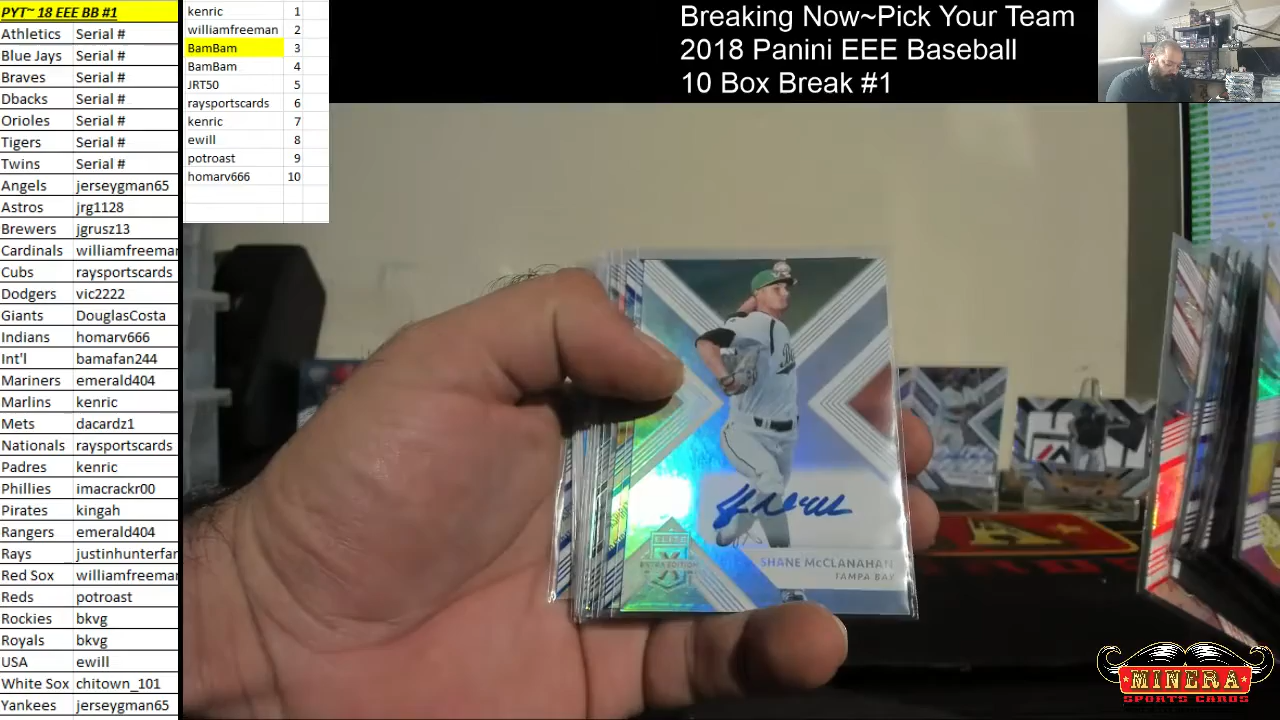 PYT~ 18 EEE BB #1
Athletics Serial #
Blue Jays Serial #
Braves Serial #
Dbacks Serial #
Orioles Serial #
Tigers Serial #
Twins Serial #
Angels jerseygman65
Astros jrg1128
Brewers jgrusz13
Cardinals williamfreeman
Cubs raysportscards
Dodgers vic2222
Giants DouglasCosta
Indians homarv666
Int'l bamafan244
Mariners emerald404
Marlins kenric
Mets dacardz1
Nationals raysportscards
Padres kenric
Phillies imacrackr00
Pirates kingah
Rangers emerald404
Rays justinhunterfan
Red Sox williamfreeman
Reds potroast
Rockies bkvg
Royals bkvg
USA ewill
White Sox chitown_101
Yankees jerseygman65
kenric 1
williamfreeman 2
BamBam 3
BamBam 4
JRT50 5
raysportscards 6
kenric 7
ewill 8
potroast 9
homarv666 10
Breaking Now~Pick Your Team
2018 Panini EEE Baseball
10 Box Break #1
ELITE
EXTRA EDITION
SHANE McCLANAHAN
TAMPA BAY
MINERA
SPORTS CARDS